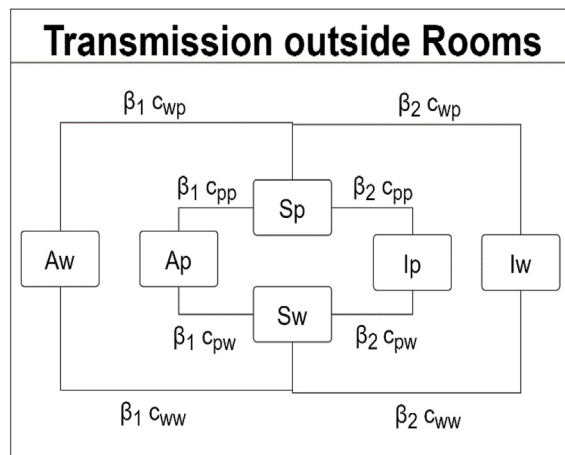 Transmission outside Rooms
β1 cwp
β2 cwp
β1 cpp
β2 cpp
Sp
Aw
Ap
Ip
Iw
Sw
β1 cpw
β2 cpw
β1 cww
β2 cww